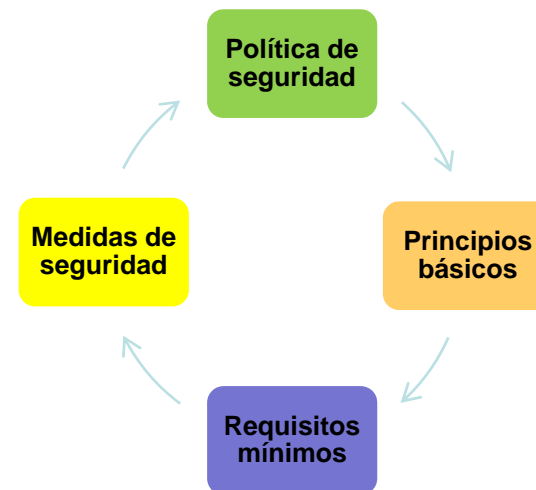 Política de
seguridad
Principios
básicos
Requisitos
mínimos
Medidas de
seguridad